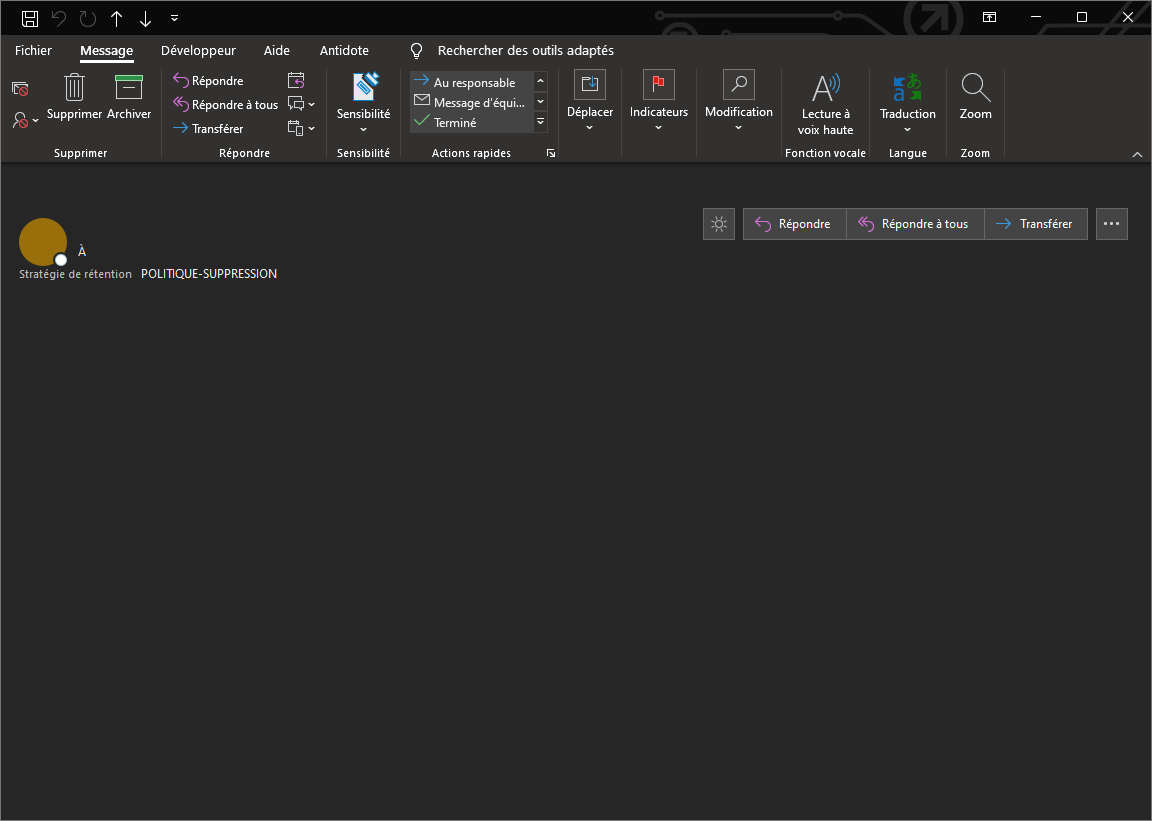 Fichier Message Développeur Aide Antidote Rechercher des outils adaptés
Supprimer Archiver
Répondre
Répondre à tous
Transférer
Sensibilité
Au responsable
Message d'équi...
Terminé
Déplacer
Indicateurs
Modification
Lecture à
voix haute
Traduction
Zoom
Supprimer Répondre Sensibilité Actions rapides Fonction vocale Langue Zoom
Répondre Répondre à tous Transférer
À
Stratégie de rétention POLITIQUE-SUPPRESSION